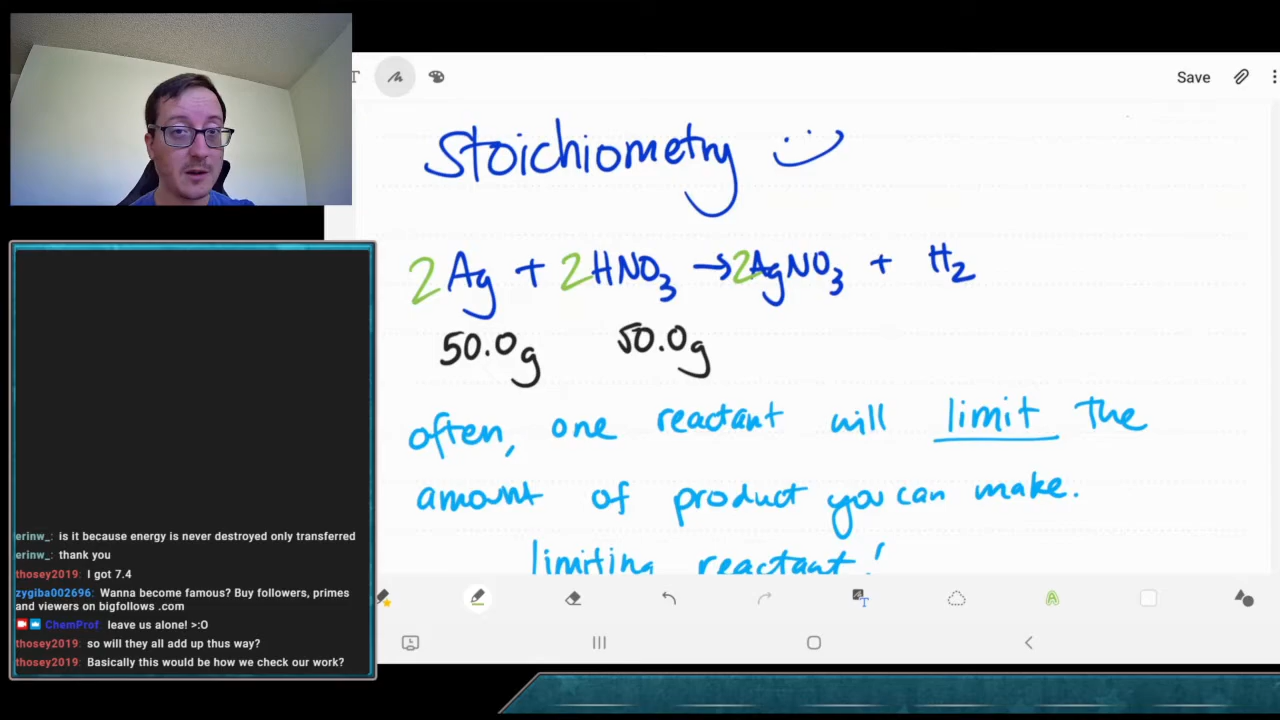 T
Save
Stoichiometry
2Ag + 2HNO3 → 2AgNO3 + H2
50.0g 50.0g
often, one reactant will limit the
amount of product you can make.
limiting reactant!
erinw_: is it because energy is never destroyed only transferred
erinw_: thank you
thosey2019: I got 7.4
zygiba002696: Wanna become famous? Buy followers, primes
and viewers on bigfollows .com
ChemProf: leave us alone! >:O
thosey2019: so will they all add up thus way?
thosey2019: Basically this would be how we check our work?
T
A